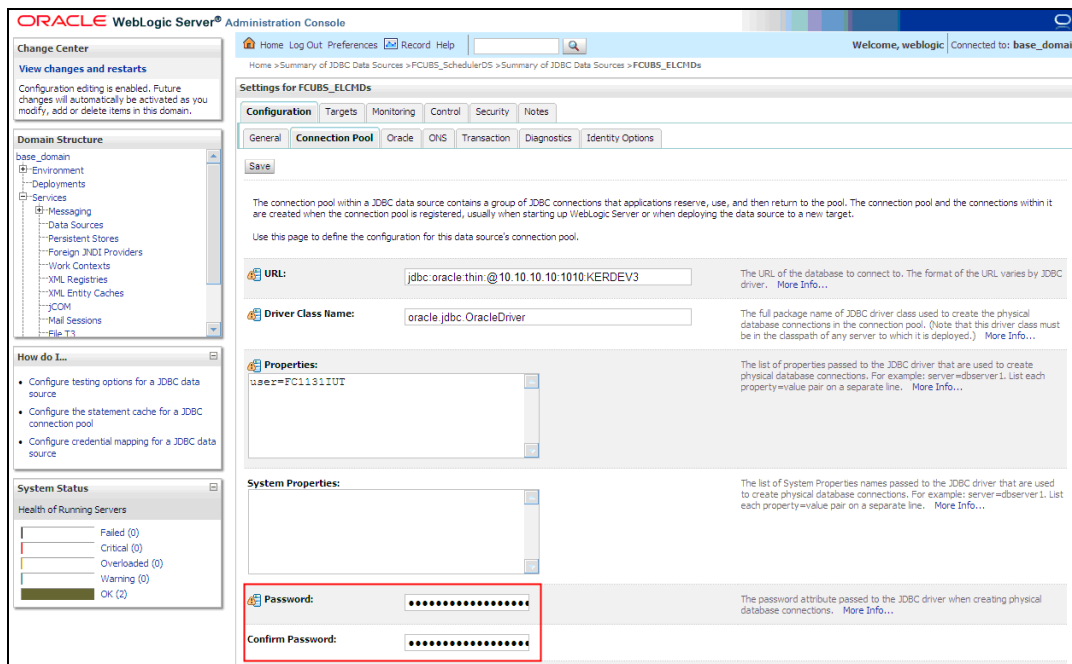 ORACLE WebLogic Server® Administration Console
Change Center
View changes and restarts
Configuration editing is enabled. Future
changes will automatically be activated as you
modify, add or delete items in this domain.
Domain Structure
base_domain
Environment
Deployments
Services
Messaging
Data Sources
Persistent Stores
Foreign JNDI Providers
Work Contexts
XML Registries
XML Entity Caches
jCOM
Mail Sessions
File T3
How do I...
Configure testing options for a JDBC data
source
Configure the statement cache for a JDBC
connection pool
Configure credential mapping for a JDBC data
source
System Status
Health of Running Servers
Failed (0)
Critical (0)
Overloaded (0)
Warning (0)
OK (2)
Home Log Out Preferences Record Help
Welcome, weblogic Connected to: base_domai
Home >Summary of JDBC Data Sources >FCUBS_SchedulerDS >Summary of JDBC Data Sources >FCUBS_ELCMDs
Settings for FCUBS_ELCMDs
Configuration Targets Monitoring Control Security Notes
General Connection Pool Oracle ONS Transaction Diagnostics Identity Options
Save
The connection pool within a JDBC data source contains a group of JDBC connections that applications reserve, use, and then return to the pool. The connection pool and the connections within it
are created when the connection pool is registered, usually when starting up WebLogic Server or when deploying the data source to a new target.
Use this page to define the configuration for this data source's connection pool.
URL:
jdbc:oracle:thin:@10.10.10.10:1010:KERDEV3
The URL of the database to connect to. The format of the URL varies by JDBC
driver. More Info...
Driver Class Name:
oracle.jdbc.OracleDriver
The full package name of JDBC driver class used to create the physical
database connections in the connection pool. (Note that this driver class must
be in the classpath of any server to which it is deployed.) More Info...
Properties:
user=FC1131IUT
The list of properties passed to the JDBC driver that are used to create
physical database connections. For example: server=dbserver1. List each
property=value pair on a separate line. More Info...
System Properties:
The list of System Properties names passed to the JDBC driver that are used
to create physical database connections. For example: server=dbserver1. List
each property=value pair on a separate line. More Info...
Password:
••••••••••••••••••
The password attribute passed to the JDBC driver when creating physical
database connections. More Info...
Confirm Password:
••••••••••••••••••